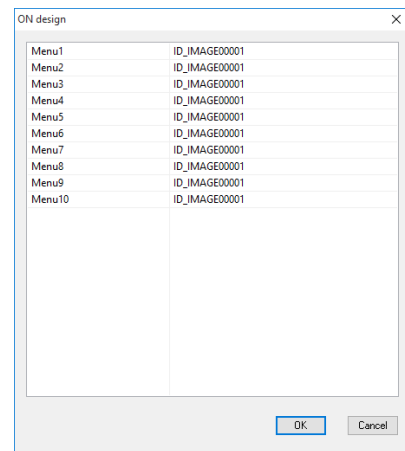 ON design
Menu1 ID_IMAGE00001
Menu2 ID_IMAGE00001
Menu3 ID_IMAGE00001
Menu4 ID_IMAGE00001
Menu5 ID_IMAGE00001
Menu6 ID_IMAGE00001
Menu7 ID_IMAGE00001
Menu8 ID_IMAGE00001
Menu9 ID_IMAGE00001
Menu10 ID_IMAGE00001
OK Cancel